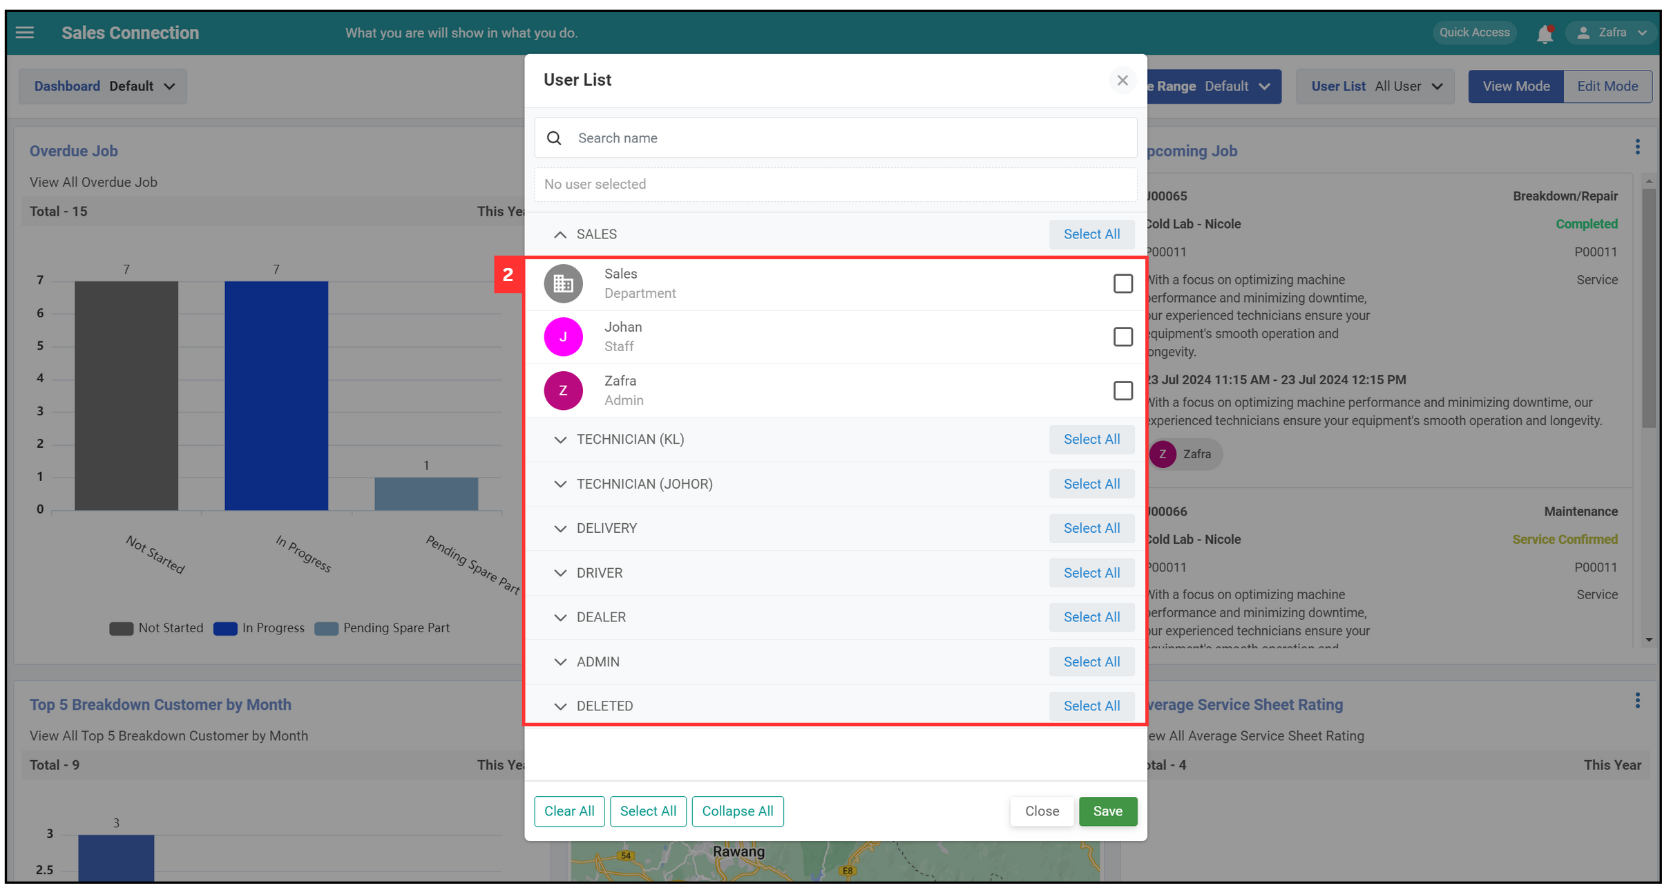 Sales Connection
What you are will show in what you do.
Quick Access
Zafra
Dashboard Default
e Range Default
User List All User
View Mode
Edit Mode
Overdue Job
View All Overdue Job
Total - 15
This Yea
7
6
5
4
3
2
1
0
7
7
1
Not Started
In Progress
Pending Spare Part
Not Started In Progress Pending Spare Part
Top 5 Breakdown Customer by Month
View All Top 5 Breakdown Customer by Month
Total - 9
This Yea
3
2.5
3
User List
Search name
No user selected
SALES
Select All
2
Sales
Department
J
Johan
Staff
Z
Zafra
Admin
TECHNICIAN (KL)
Select All
TECHNICIAN (JOHOR)
Select All
DELIVERY
Select All
DRIVER
Select All
DEALER
Select All
ADMIN
Select All
DELETED
Select All
Clear All
Select All
Collapse All
Close
Save
54
Rawang
E8
pcoming Job
J00065
Breakdown/Repair
Cold Lab - Nicole
Completed
P00011
P00011
With a focus on optimizing machine
Service
performance and minimizing downtime,
our experienced technicians ensure your
equipment's smooth operation and
longevity.
23 Jul 2024 11:15 AM - 23 Jul 2024 12:15 PM
With a focus on optimizing machine performance and minimizing downtime, our
experienced technicians ensure your equipment's smooth operation and longevity.
Z Zafra
J00066
Maintenance
Cold Lab - Nicole
Service Confirmed
P00011
P00011
With a focus on optimizing machine
Service
performance and minimizing downtime,
our experienced technicians ensure your
equipment's smooth operation and
verage Service Sheet Rating
ew All Average Service Sheet Rating
otal - 4
This Year